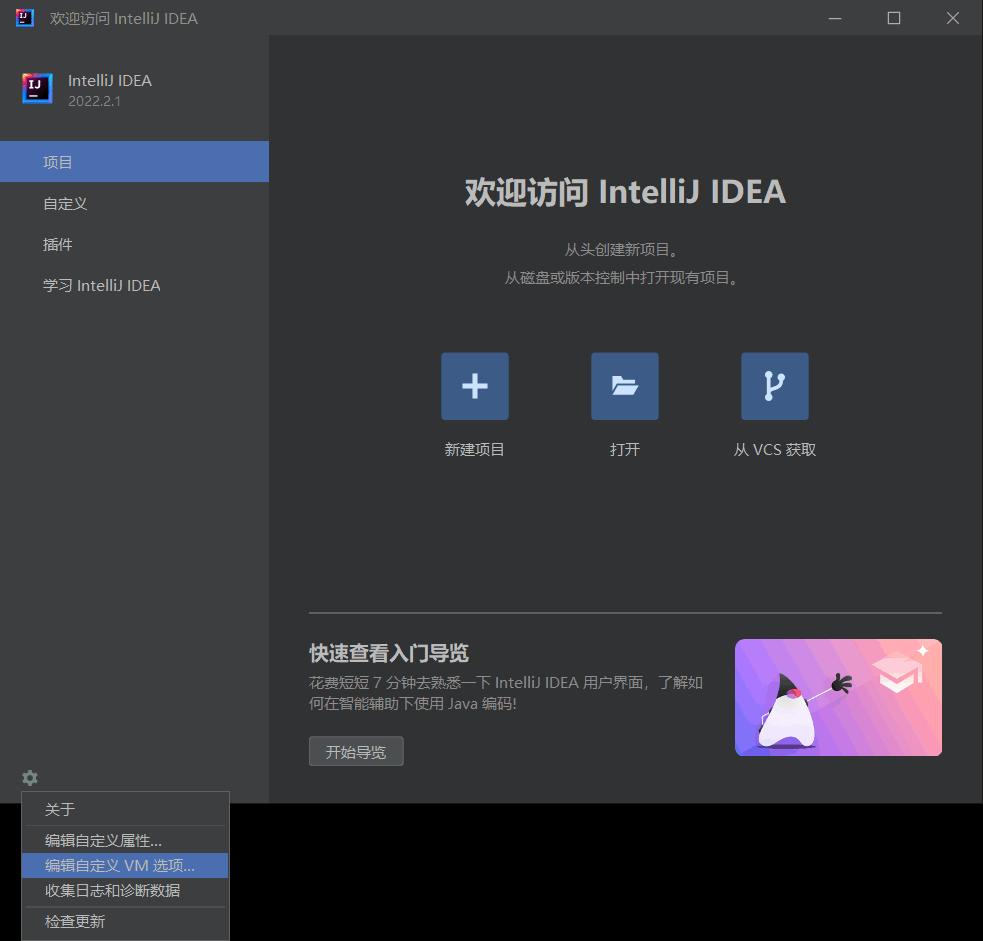 欢迎访问 IntelliJ IDEA
IntelliJ IDEA
2022.2.1
项目
自定义
插件
学习 IntelliJ IDEA
欢迎访问 IntelliJ IDEA
从头创建新项目。
从磁盘或版本控制中打开现有项目。
新建项目
打开
从 VCS 获取
快速查看入门导览
花费短短 7 分钟去熟悉一下 IntelliJ IDEA 用户界面，了解如
何在智能辅助下使用 Java 编码!
开始导览
关于
编辑自定义属性...
编辑自定义 VM 选项...
收集日志和诊断数据
检查更新